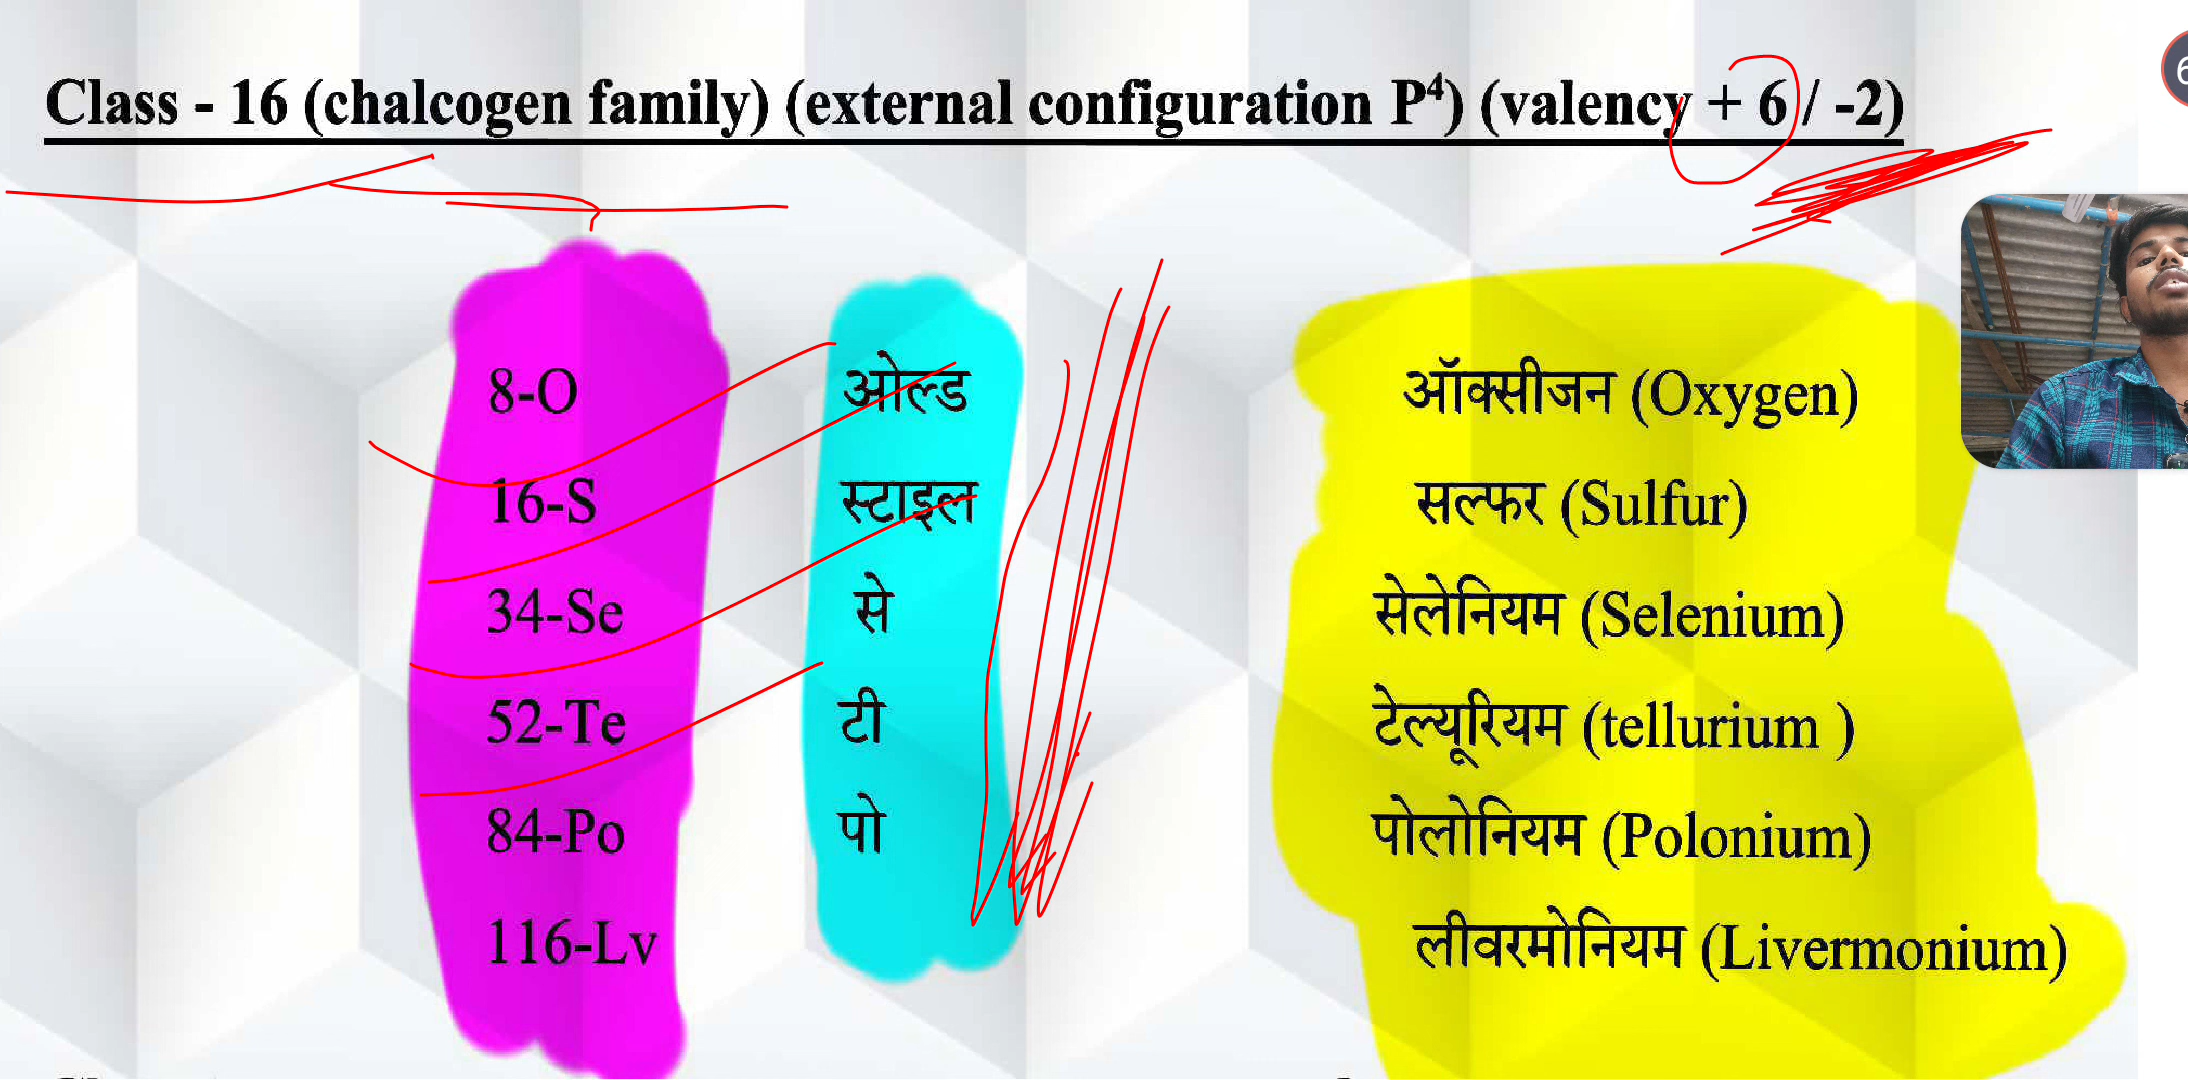 Class - 16 (chalcogen family) (external configuration P⁴) (valency + 6 / -2)
6
8-O ओल्ड ऑक्सीजन (Oxygen)
16-S स्टाइल सल्फर (Sulfur)
34-Se से सेलेनियम (Selenium)
52-Te टी टेल्यूरियम (tellurium )
84-Po पो पोलोनियम (Polonium)
116-Lv लीवरमोनियम (Livermonium)